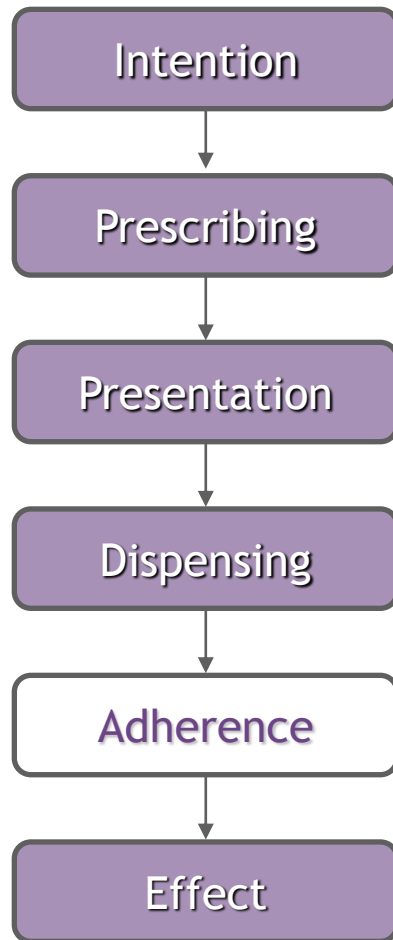 Intention
Prescribing
Presentation
Dispensing
Adherence
Effect